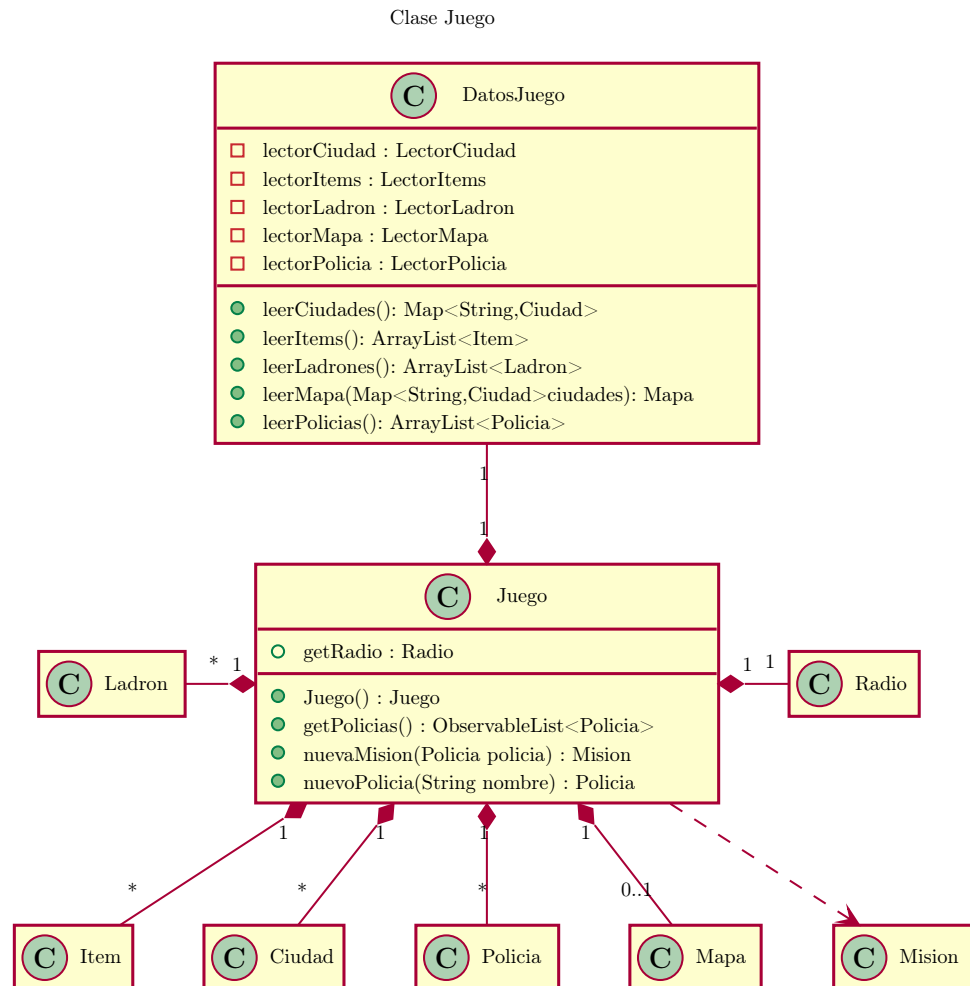 Clase Juego
C DatosJuego
lectorCiudad : LectorCiudad
lectorItems : LectorItems
lectorLadron : LectorLadron
lectorMapa : LectorMapa
lectorPolicia : LectorPolicia
leerCiudades(): Map<String,Ciudad>
leerItems(): ArrayList<Item>
leerLadrones(): ArrayList<Ladron>
leerMapa(Map<String,Ciudad>ciudades): Mapa
leerPolicias(): ArrayList<Policia>
1
1
C Juego
getRadio : Radio
Juego() : Juego
getPolicias() : ObservableList<Policia>
nuevaMision(Policia policia) : Mision
nuevoPolicia(String nombre) : Policia
C Ladron
* 1
1 1
C Radio
1 1 1 1
* * * 0..1
C Item
C Ciudad
C Policia
C Mapa
C Mision